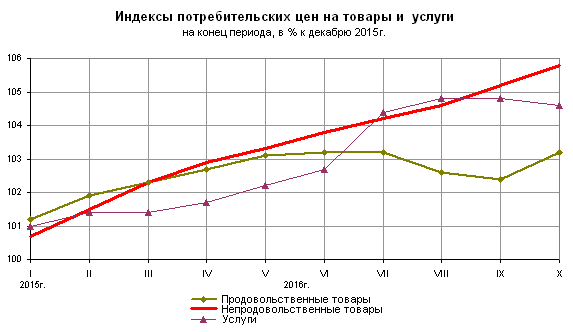 Индексы потребительских цен на товары и услуги
на конец периода, в % к декабрю 2015г.
106
105
104
103
102
101
100
I II III IV V VI VII VIII IX X
2015г. 2016г.
Продовольственные товары
Непродовольственные товары
Услуги